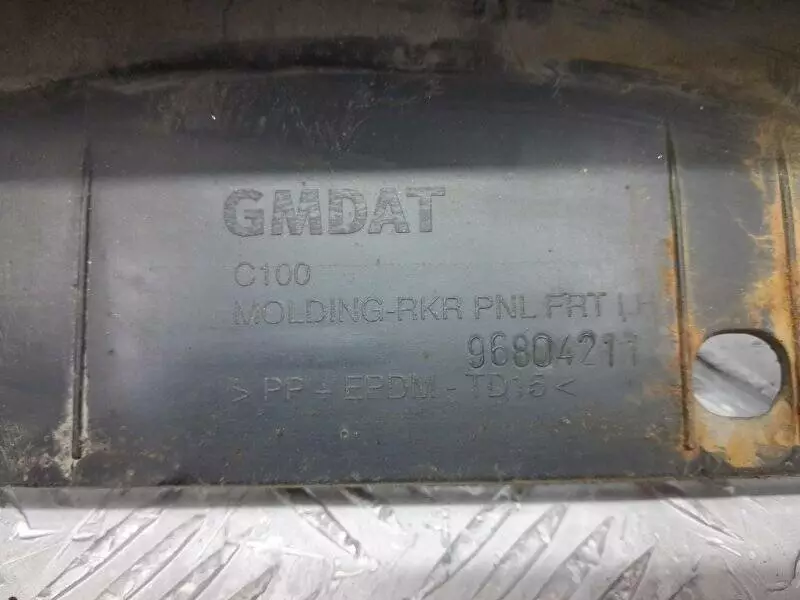 GMDAT
C100
MOLDING-RKR PNL FRT LH
96804211
> PP - EPDM - TD15 <